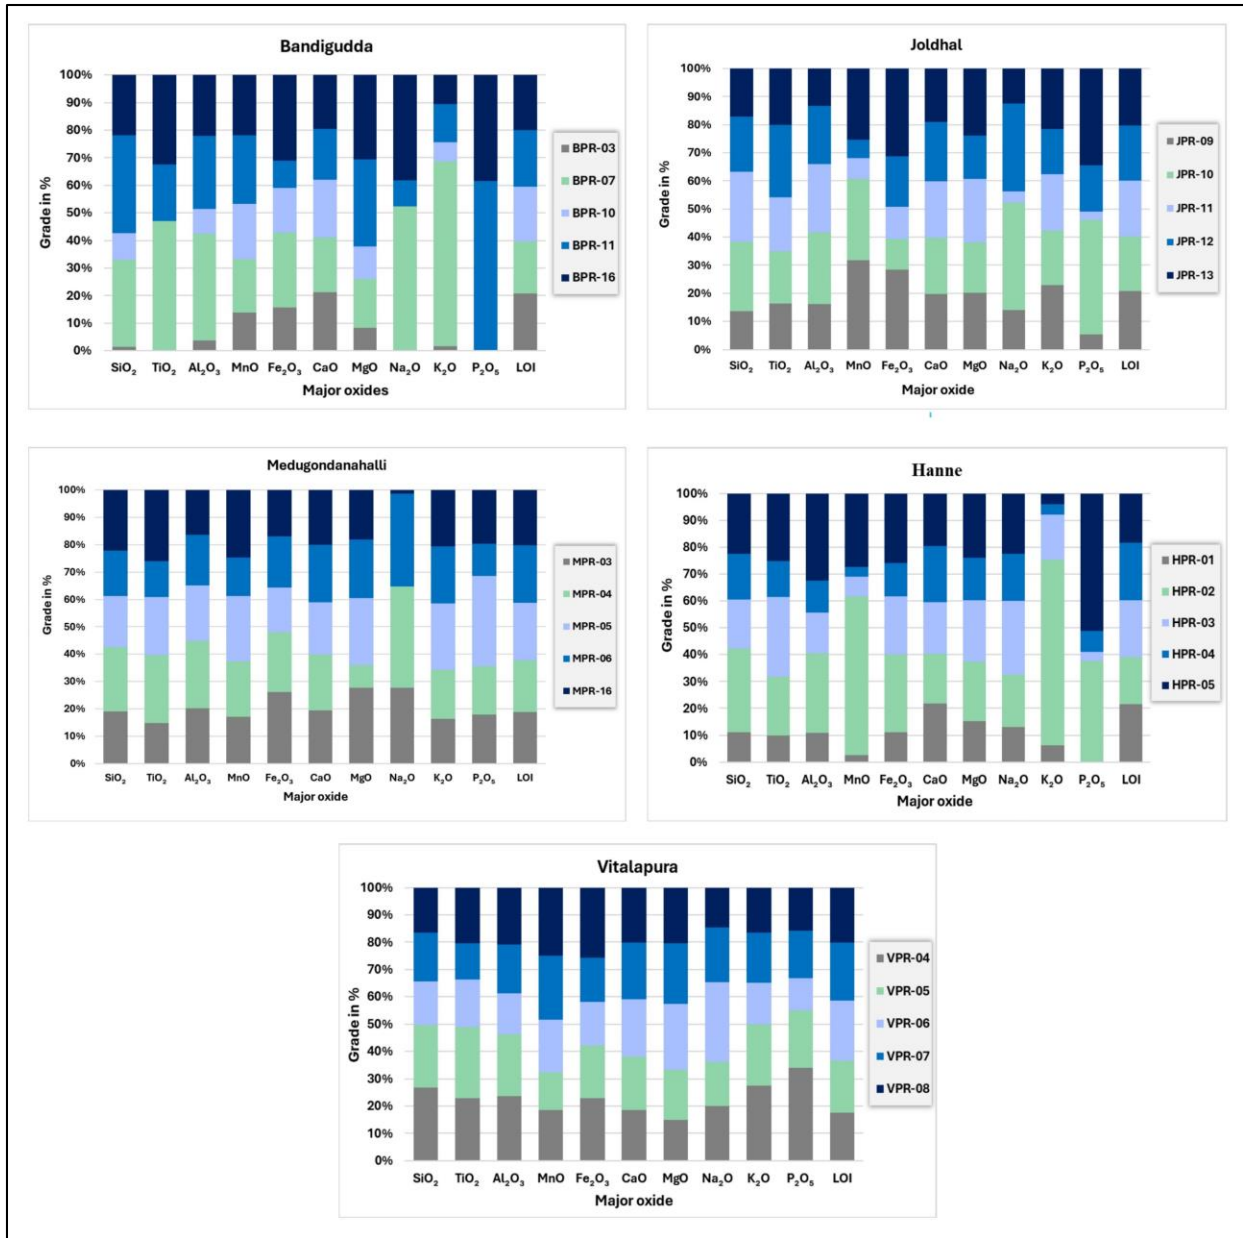 Bandigudda
100%
90%
80%
70%
60%
50%
40%
30%
20%
10%
0%
Grade in %
SiO₂ TiO₂ Al₂O₃ MnO Fe₂O₃ CaO MgO Na₂O K₂O P₂O₅ LOI
Major oxides
BPR-03
BPR-07
BPR-10
BPR-11
BPR-16
Joldhal
100%
90%
80%
70%
60%
50%
40%
30%
20%
10%
0%
Grade in %
SiO₂ TiO₂ Al₂O₃ MnO Fe₂O₃ CaO MgO Na₂O K₂O P₂O₅ LOI
Major oxide
JPR-09
JPR-10
JPR-11
JPR-12
JPR-13
Medugondanahalli
100%
90%
80%
70%
60%
50%
40%
30%
20%
10%
0%
Grade in %
SiO₂ TiO₂ Al₂O₃ MnO Fe₂O₃ CaO MgO Na₂O K₂O P₂O₅ LOI
Major oxide
MPR-03
MPR-04
MPR-05
MPR-06
MPR-16
Hanne
100%
90%
80%
70%
60%
50%
40%
30%
20%
10%
0%
Grade in %
SiO₂ TiO₂ Al₂O₃ MnO Fe₂O₃ CaO MgO Na₂O K₂O P₂O₅ LOI
Major oxide
HPR-01
HPR-02
HPR-03
HPR-04
HPR-05
Vitalapura
100%
90%
80%
70%
60%
50%
40%
30%
20%
10%
0%
Grade in %
SiO₂ TiO₂ Al₂O₃ MnO Fe₂O₃ CaO MgO Na₂O K₂O P₂O₅ LOI
Major oxide
VPR-04
VPR-05
VPR-06
VPR-07
VPR-08